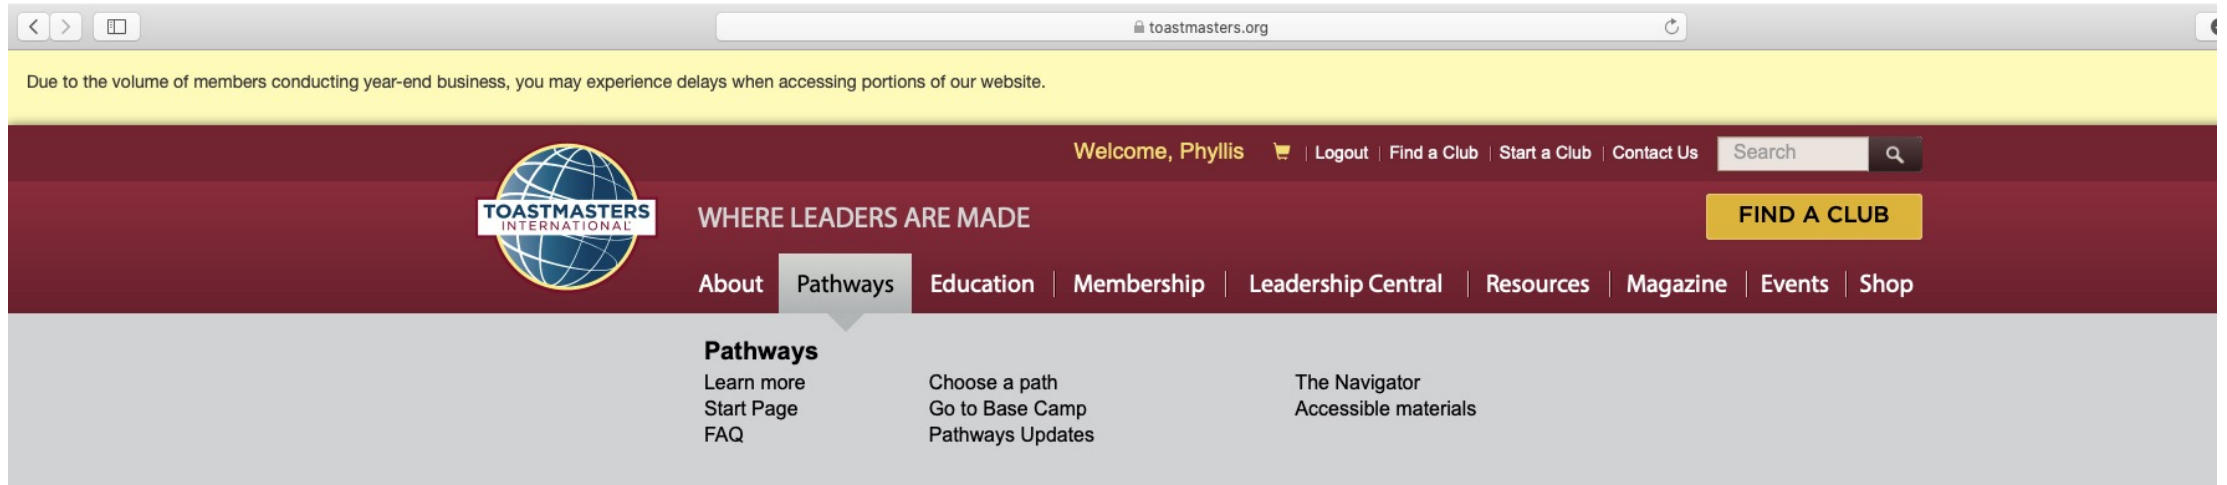 toastmasters.org
Due to the volume of members conducting year-end business, you may experience delays when accessing portions of our website.
Welcome, Phyllis | Logout | Find a Club | Start a Club | Contact Us Search
TOASTMASTERS
INTERNATIONAL
WHERE LEADERS ARE MADE
FIND A CLUB
About Pathways Education | Membership | Leadership Central | Resources | Magazine | Events | Shop
Pathways
Learn more Choose a path The Navigator
Start Page Go to Base Camp Accessible materials
FAQ Pathways Updates